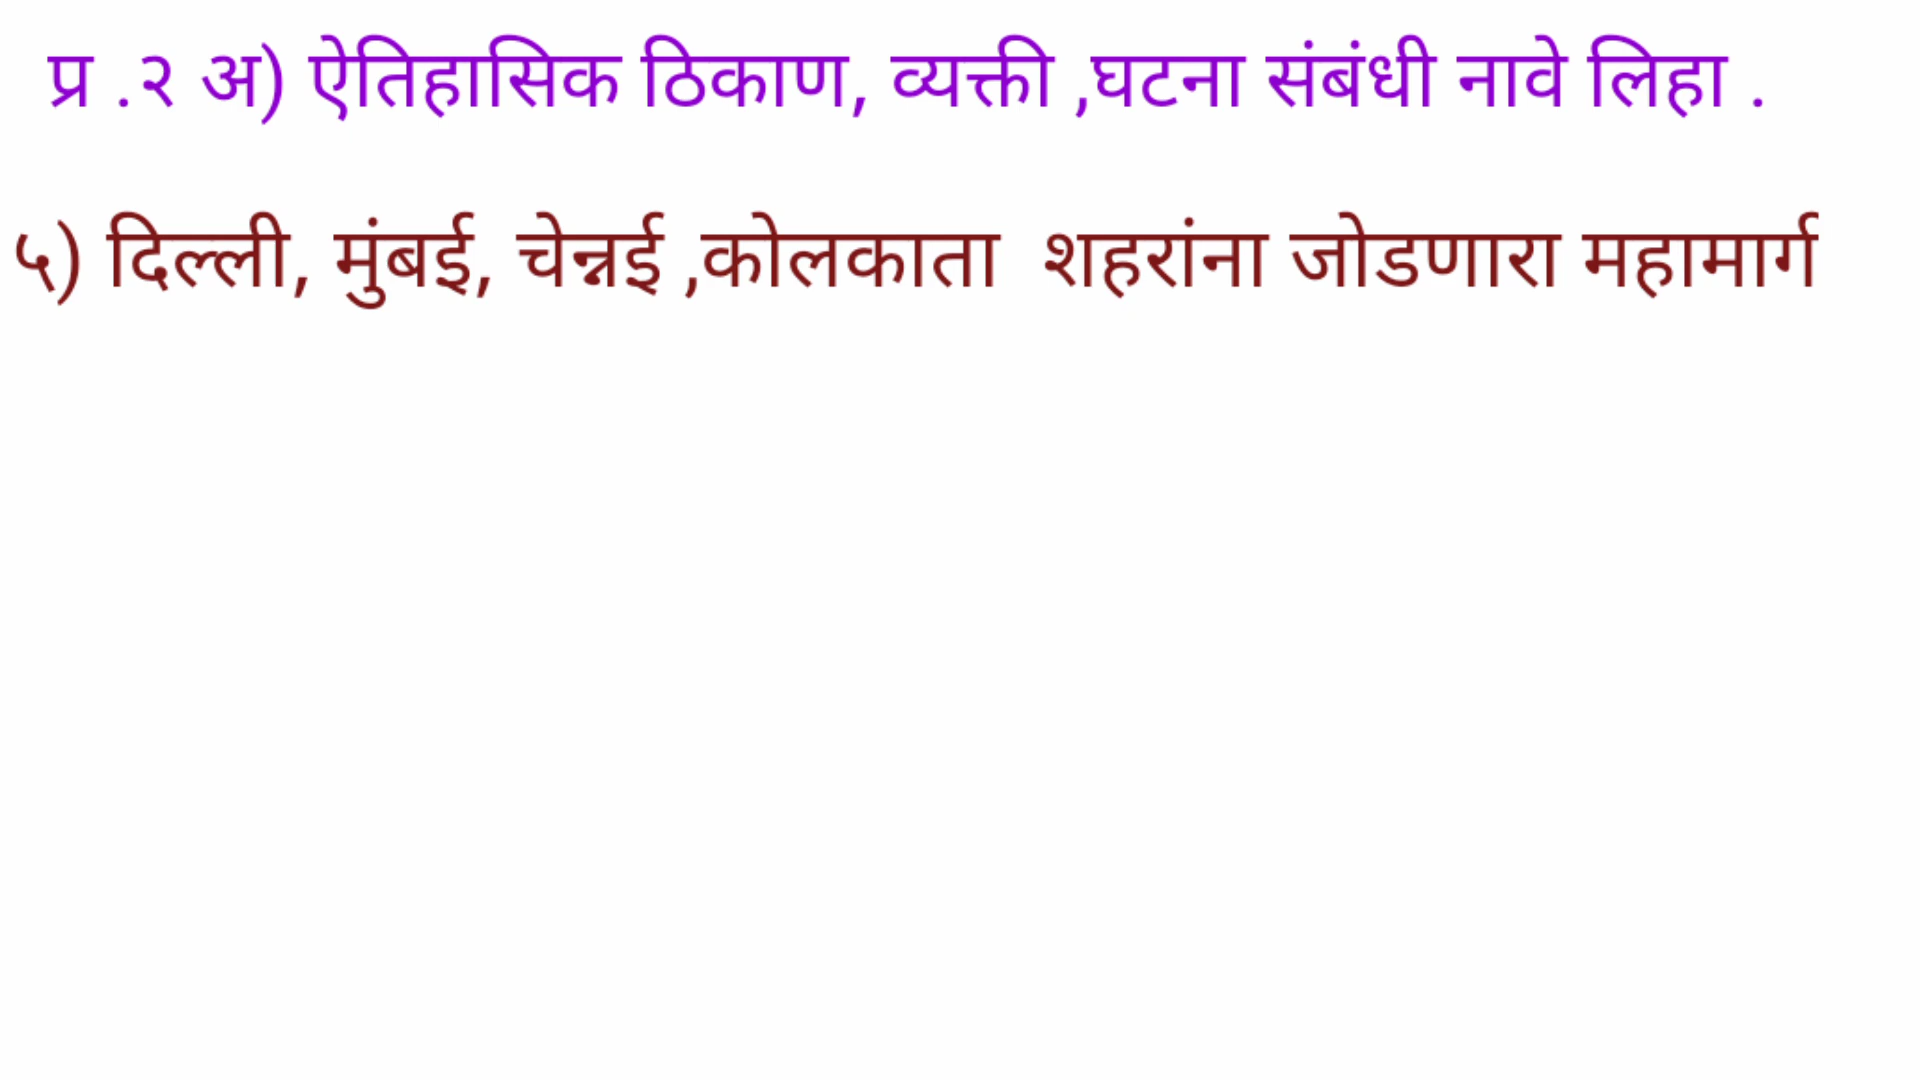 प्र .२ अ) ऐतिहासिक ठिकाण, व्यक्ती ,घटना संबंधी नावे लिहा .
५) दिल्ली, मुंबई, चेन्नई ,कोलकाता शहरांना जोडणारा महामार्ग